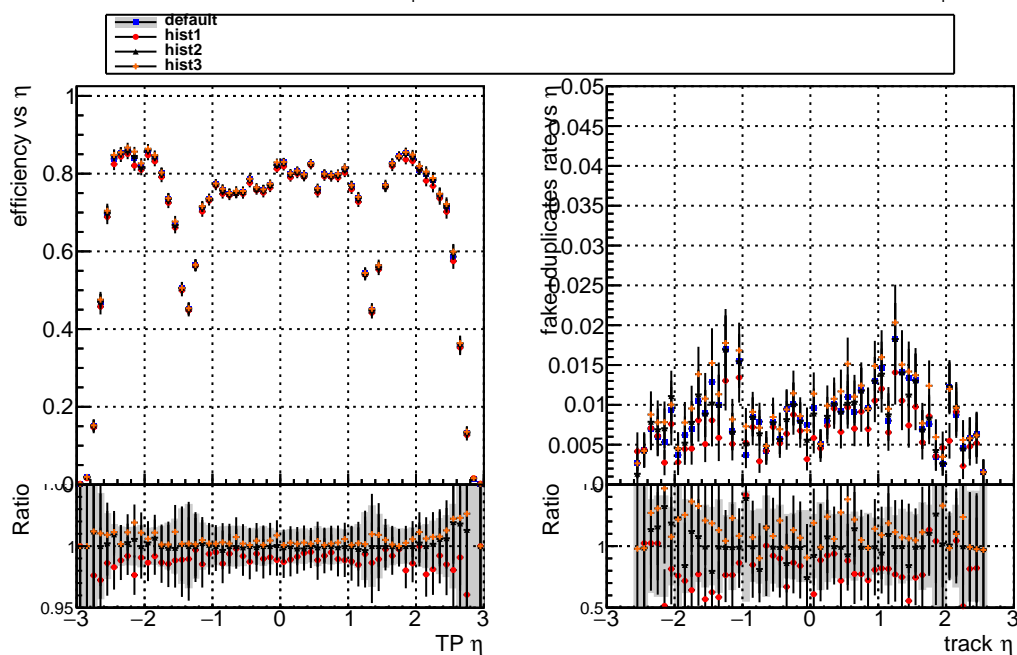 default
hist1
hist2
hist3
efficiency vs η
1
0.8
0.6
0.4
0.2
0
Ratio
1
0.95
−3 −2 −1 0 1 2 3
TP η
fake+duplicates rate vs η
0.05
0.045
0.04
0.035
0.03
0.025
0.02
0.015
0.01
0.005
0
Ratio
1
0.5
−3 −2 −1 0 1 2 3
track η